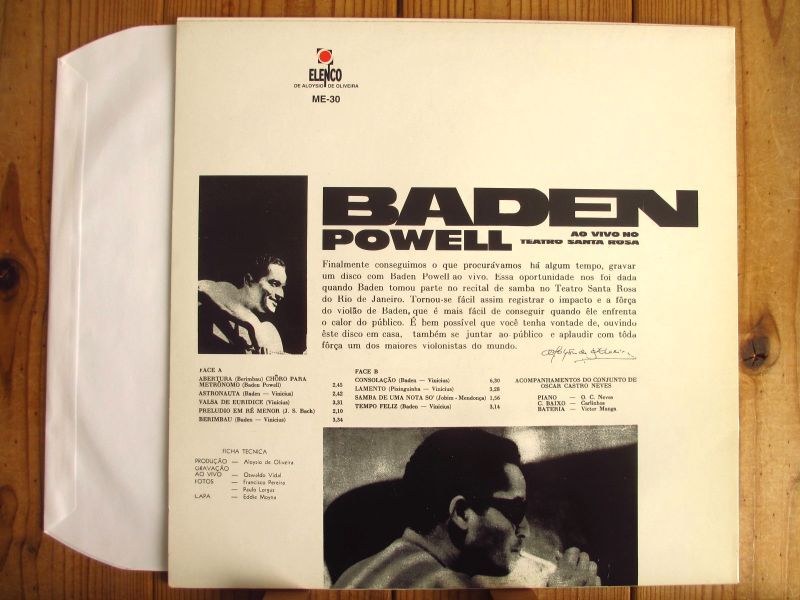 ELENCO
DE ALOYSIO DE OLIVEIRA
ME-30
BADEN
POWELL
AO VIVO NO
TEATRO SANTA ROSA
Finalmente conseguimos o que procurávamos há algum tempo, gravar
um disco com Baden Powell ao vivo. Essa oportunidade nos foi dada
quando Baden tomou parte no recital de samba no Teatro Santa Rosa
do Rio de Janeiro. Tornou-se fácil assim registrar o impacto e a fôrça
do violão de Baden, que é mais fácil de conseguir quando êle enfrenta
o calor do público. É bem possível que você tenha vontade de, ouvindo
êste disco em casa, também se juntar ao público e aplaudir com tôda
fôrça um dos maiores violonistas do mundo.
FACE A
ABERTURA (Berimbau) CHÔRO PARA
METRÔNOMO (Baden Powell) 2,45
ASTRONAUTA (Baden — Vinicius) 2,42
VALSA DE EURIDICE (Vinicius) 3,31
PRELUDIO EM RÉ MENOR (J. S. Bach) 2,10
BERIMBAU (Baden — Vinicius) 3,34
FACE B
CONSOLAÇÃO (Baden — Vinicius) 6,30
LAMENTO (Pixinguinha — Vinicius) 3,28
SAMBA DE UMA NOTA SO' (Jobim - Mendonça) 1,56
TEMPO FELIZ (Baden — Vinicius) 3,14
ACOMPANHAMENTOS DO CONJUNTO DE
OSCAR CASTRO NEVES
PIANO — O. C. Neves
C. BAIXO — Carlinhos
BATERIA — Victor Manga
FICHA TECNICA
PRODUÇÃO — Aloysio de Oliveira
GRAVAÇÃO
AO VIVO — Oswaldo Vidal
FOTOS — Francisco Pereira
— Paulo Lorgus
CAPA — Eddie Moyna